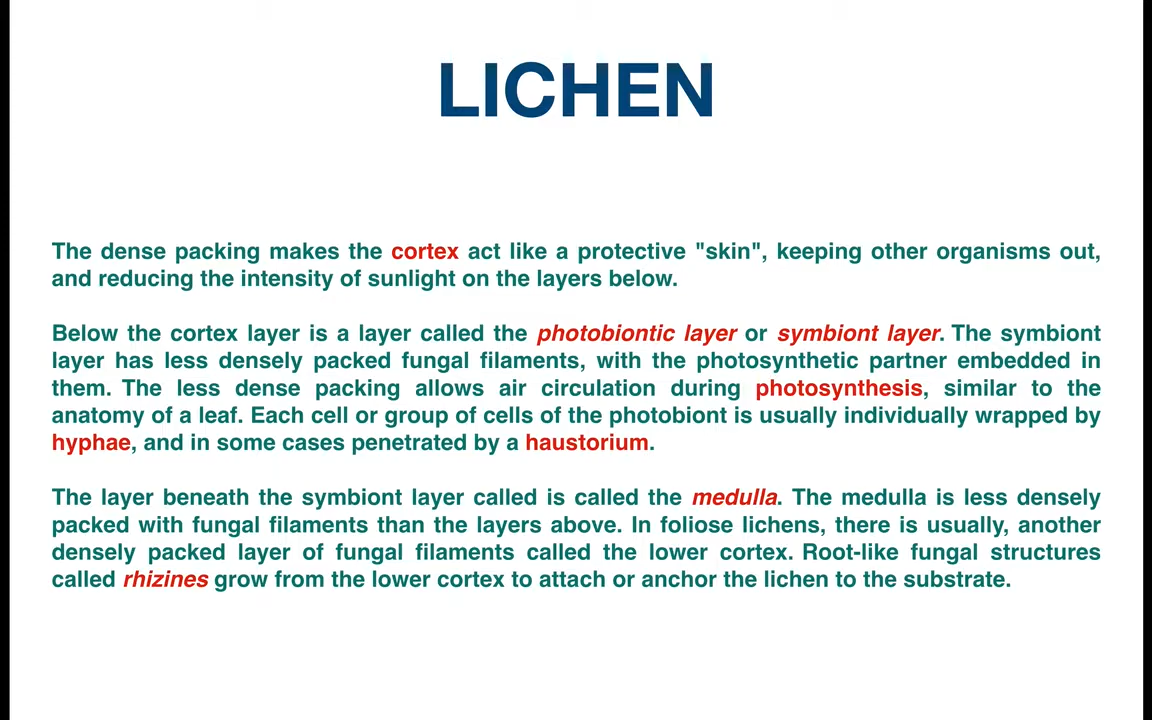 LICHEN
The dense packing makes the cortex act like a protective "skin", keeping other organisms out,
and reducing the intensity of sunlight on the layers below.
Below the cortex layer is a layer called the photobiontic layer or symbiont layer. The symbiont
layer has less densely packed fungal filaments, with the photosynthetic partner embedded in
them. The less dense packing allows air circulation during photosynthesis, similar to the
anatomy of a leaf. Each cell or group of cells of the photobiont is usually individually wrapped by
hyphae, and in some cases penetrated by a haustorium.
The layer beneath the symbiont layer called is called the medulla. The medulla is less densely
packed with fungal filaments than the layers above. In foliose lichens, there is usually, another
densely packed layer of fungal filaments called the lower cortex. Root-like fungal structures
called rhizines grow from the lower cortex to attach or anchor the lichen to the substrate.